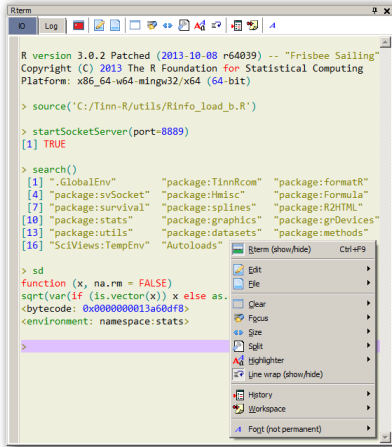 Rterm
IO Log
R version 3.0.2 Patched (2013-10-08 r64039) -- "Frisbee Sailing"
Copyright (C) 2013 The R Foundation for Statistical Computing
Platform: x86_64-w64-mingw32/x64 (64-bit)
> source('C:/Tinn-R/utils/Rinfo_load_b.R')
> startSocketServer(port=8889)
[1] TRUE
> search()
[1] ".GlobalEnv" "package:TinnRcom" "package:formatR"
[4] "package:svSocket" "package:Hmisc" "package:Formula"
[7] "package:survival" "package:splines" "package:R2HTML"
[10] "package:stats" "package:graphics" "package:grDevices"
[13] "package:utils" "package:datasets" "package:methods"
[16] "SciViews:TempEnv" "Autoloads"
> sd
function (x, na.rm = FALSE)
sqrt(var(if (is.vector(x)) x else as.
<bytecode: 0x0000000013a60df8>
<environment: namespace:stats>
>
Rterm (show/hide) Ctrl+F9
Edit
File
Clear
Focus
Size
Split
Highlighter
Line wrap (show/hide)
History
Workspace
Font (not permanent)